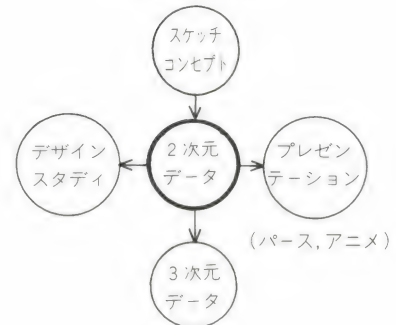 スケッチ
コンセプト
デザイン
スタディ
2次元
データ
プレゼン
テーション
(パース,アニメ)
3次元
データ